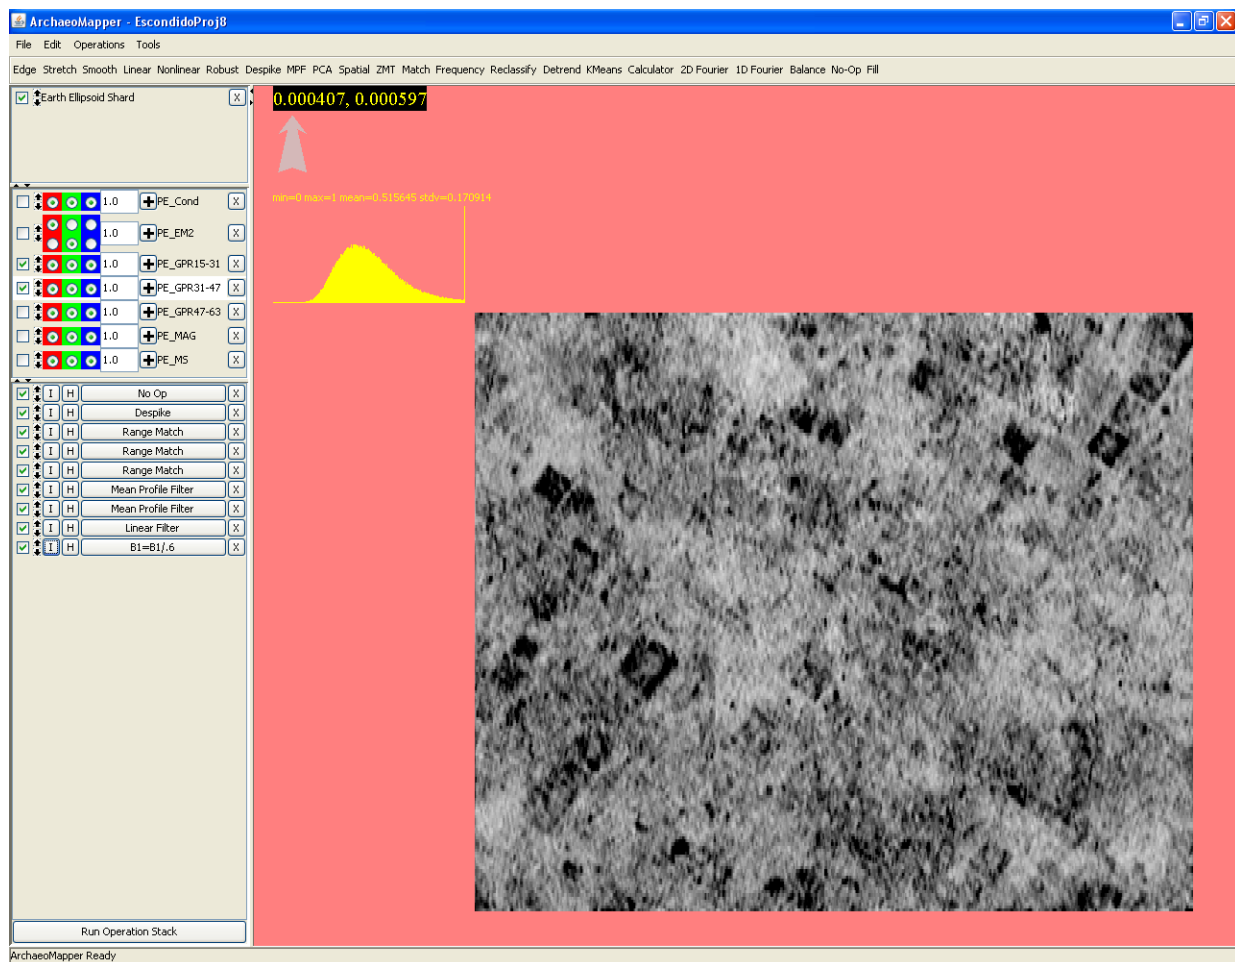 ArchaeoMapper - EscondidoProj8
File Edit Operations Tools
Edge Stretch Smooth Linear Nonlinear Robust Despike MPF PCA Spatial ZMT Match Frequency Reclassify Detrend KMeans Calculator 2D Fourier 1D Fourier Balance No-Op Fill
Earth Ellipsoid Shard X
0.000407, 0.000597
min=0 max=1 mean=0.515645 stdv=0.170914
1.0 PE_Cond X
1.0 PE_EM2 X
1.0 PE_GPR15-31 X
1.0 PE_GPR31-47 X
1.0 PE_GPR47-63 X
1.0 PE_MAG X
1.0 PE_MS X
I H No Op X
I H Despike X
I H Range Match X
I H Range Match X
I H Range Match X
I H Mean Profile Filter X
I H Mean Profile Filter X
I H Linear Filter X
I H B1=B1/.6 X
Run Operation Stack
ArchaeoMapper Ready